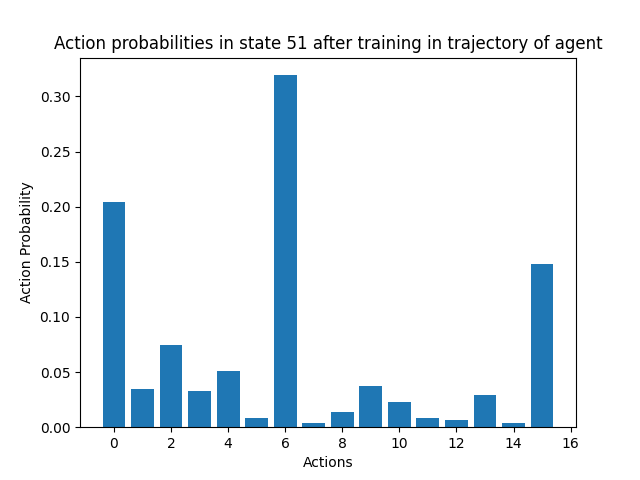 Action probabilities in state 51 after training in trajectory of agent
0.30
0.25
0.20
0.15
0.10
0.05
0.00
Action Probability
0 2 4 6 8 10 12 14 16
Actions